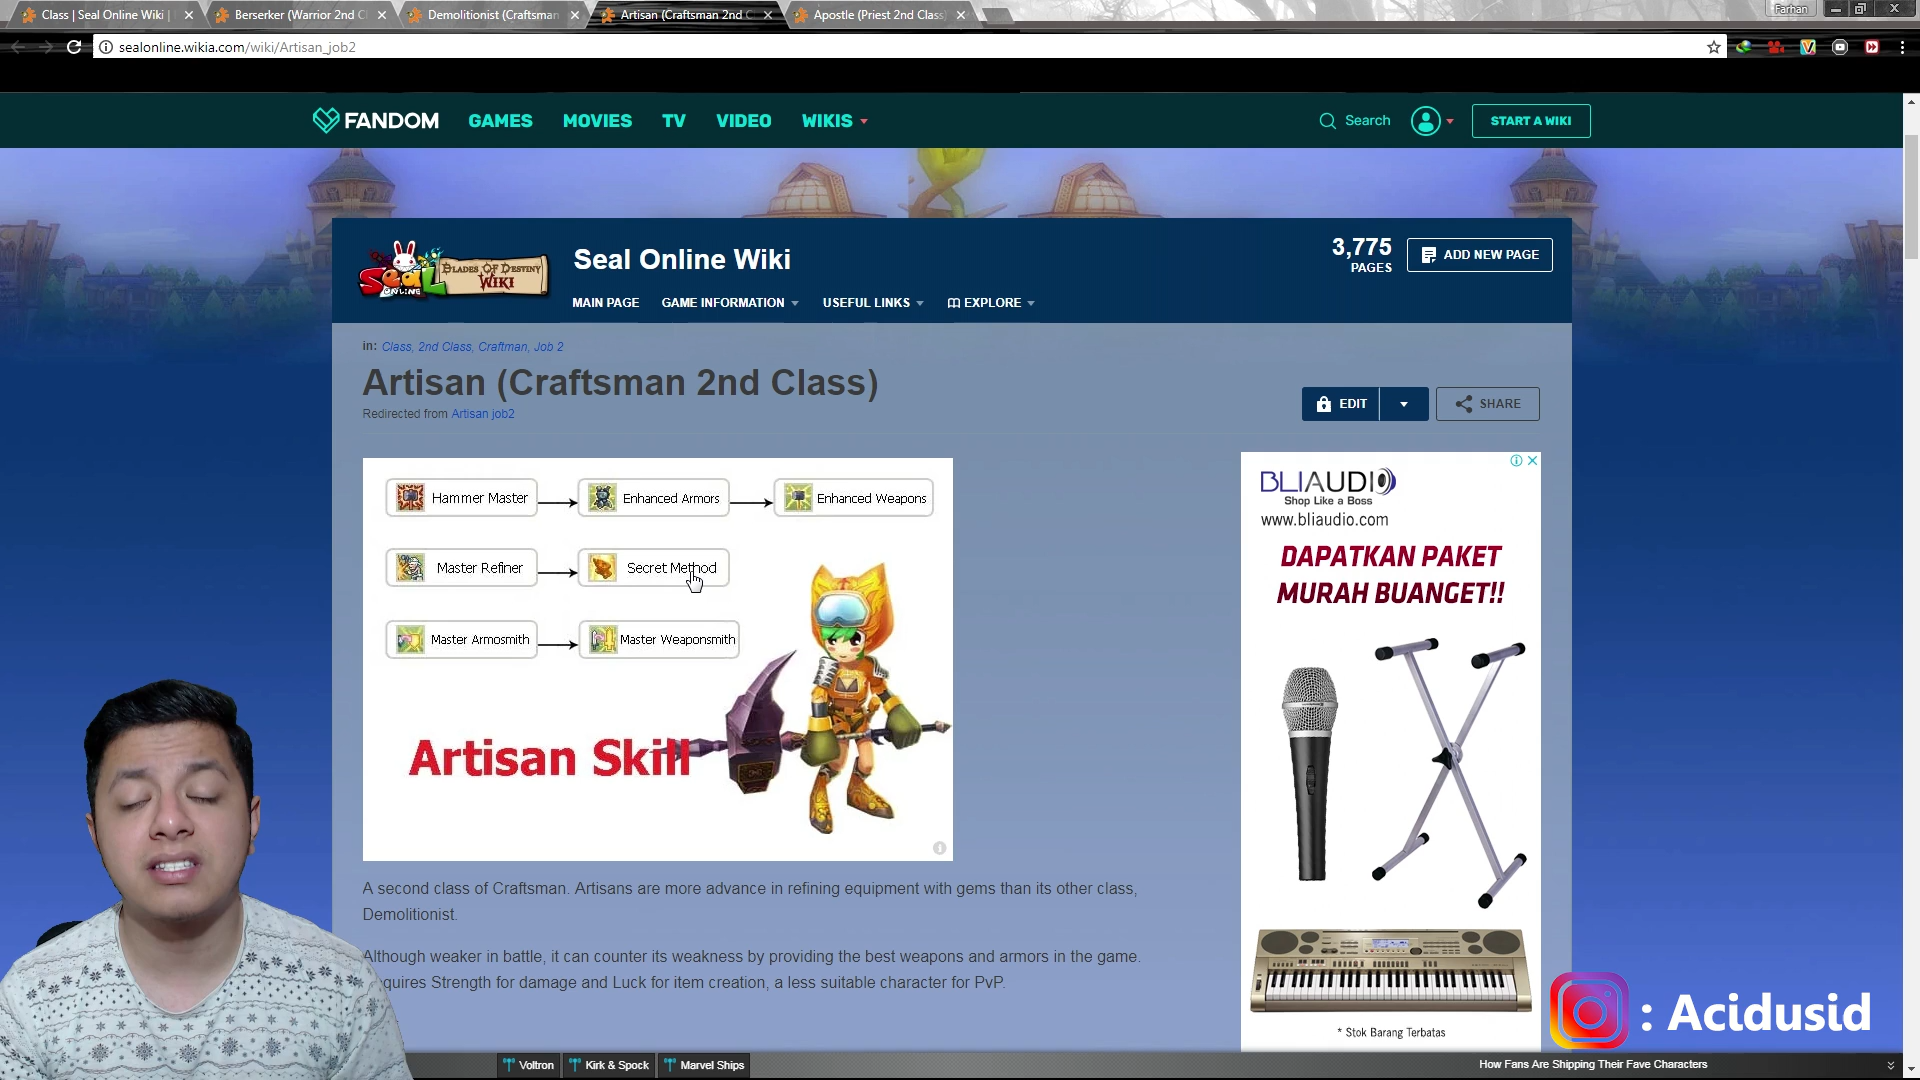 Class | Seal Online Wiki |
Berserker (Warrior 2nd Cl
Demolitionist (Craftsman
Artisan (Craftsman 2nd C
Apostle (Priest 2nd Class)
Farhan
sealonline.wikia.com/wiki/Artisan_job2
FANDOM
GAMES
MOVIES
TV
VIDEO
WIKIS
Search
START A WIKI
SEAL ONLINE
BLADES OF DESTINY
WIKI
Seal Online Wiki
3,775
PAGES
ADD NEW PAGE
MAIN PAGE
GAME INFORMATION
USEFUL LINKS
EXPLORE
in: Class, 2nd Class, Craftman, Job 2
Artisan (Craftsman 2nd Class)
Redirected from Artisan job2
EDIT
SHARE
Hammer Master
Enhanced Armors
Enhanced Weapons
Master Refiner
Secret Method
Master Armosmith
Master Weaponsmith
Artisan Skill
A second class of Craftsman. Artisans are more advance in refining equipment with gems than its other class,
Demolitionist.
Although weaker in battle, it can counter its weakness by providing the best weapons and armors in the game.
quires Strength for damage and Luck for item creation, a less suitable character for PvP.
BLIAUDIO
Shop Like a Boss
www.bliaudio.com
DAPATKAN PAKET
MURAH BUANGET!!
* Stok Barang Terbatas
: Acidusid
Voltron
Kirk & Spock
Marvel Ships
How Fans Are Shipping Their Fave Characters